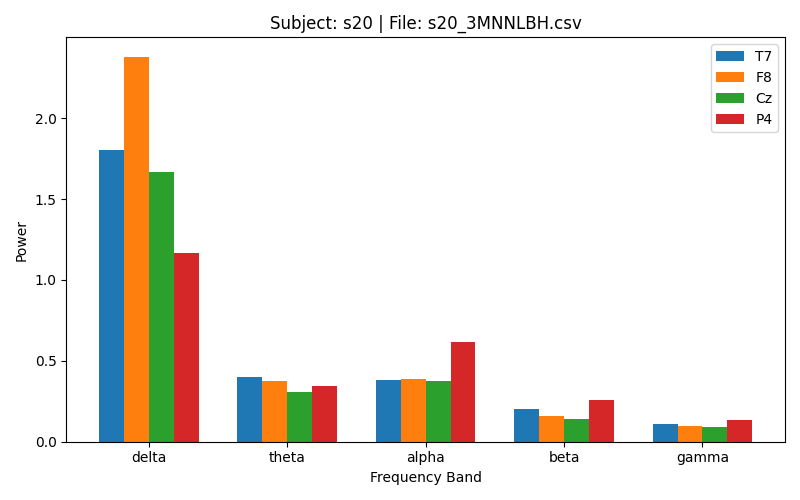 Subject: s20 | File: s20_3MNNLBH.csv
T7
F8
Cz
P4
Power
2.0
1.5
1.0
0.5
0.0
delta theta alpha beta gamma
Frequency Band